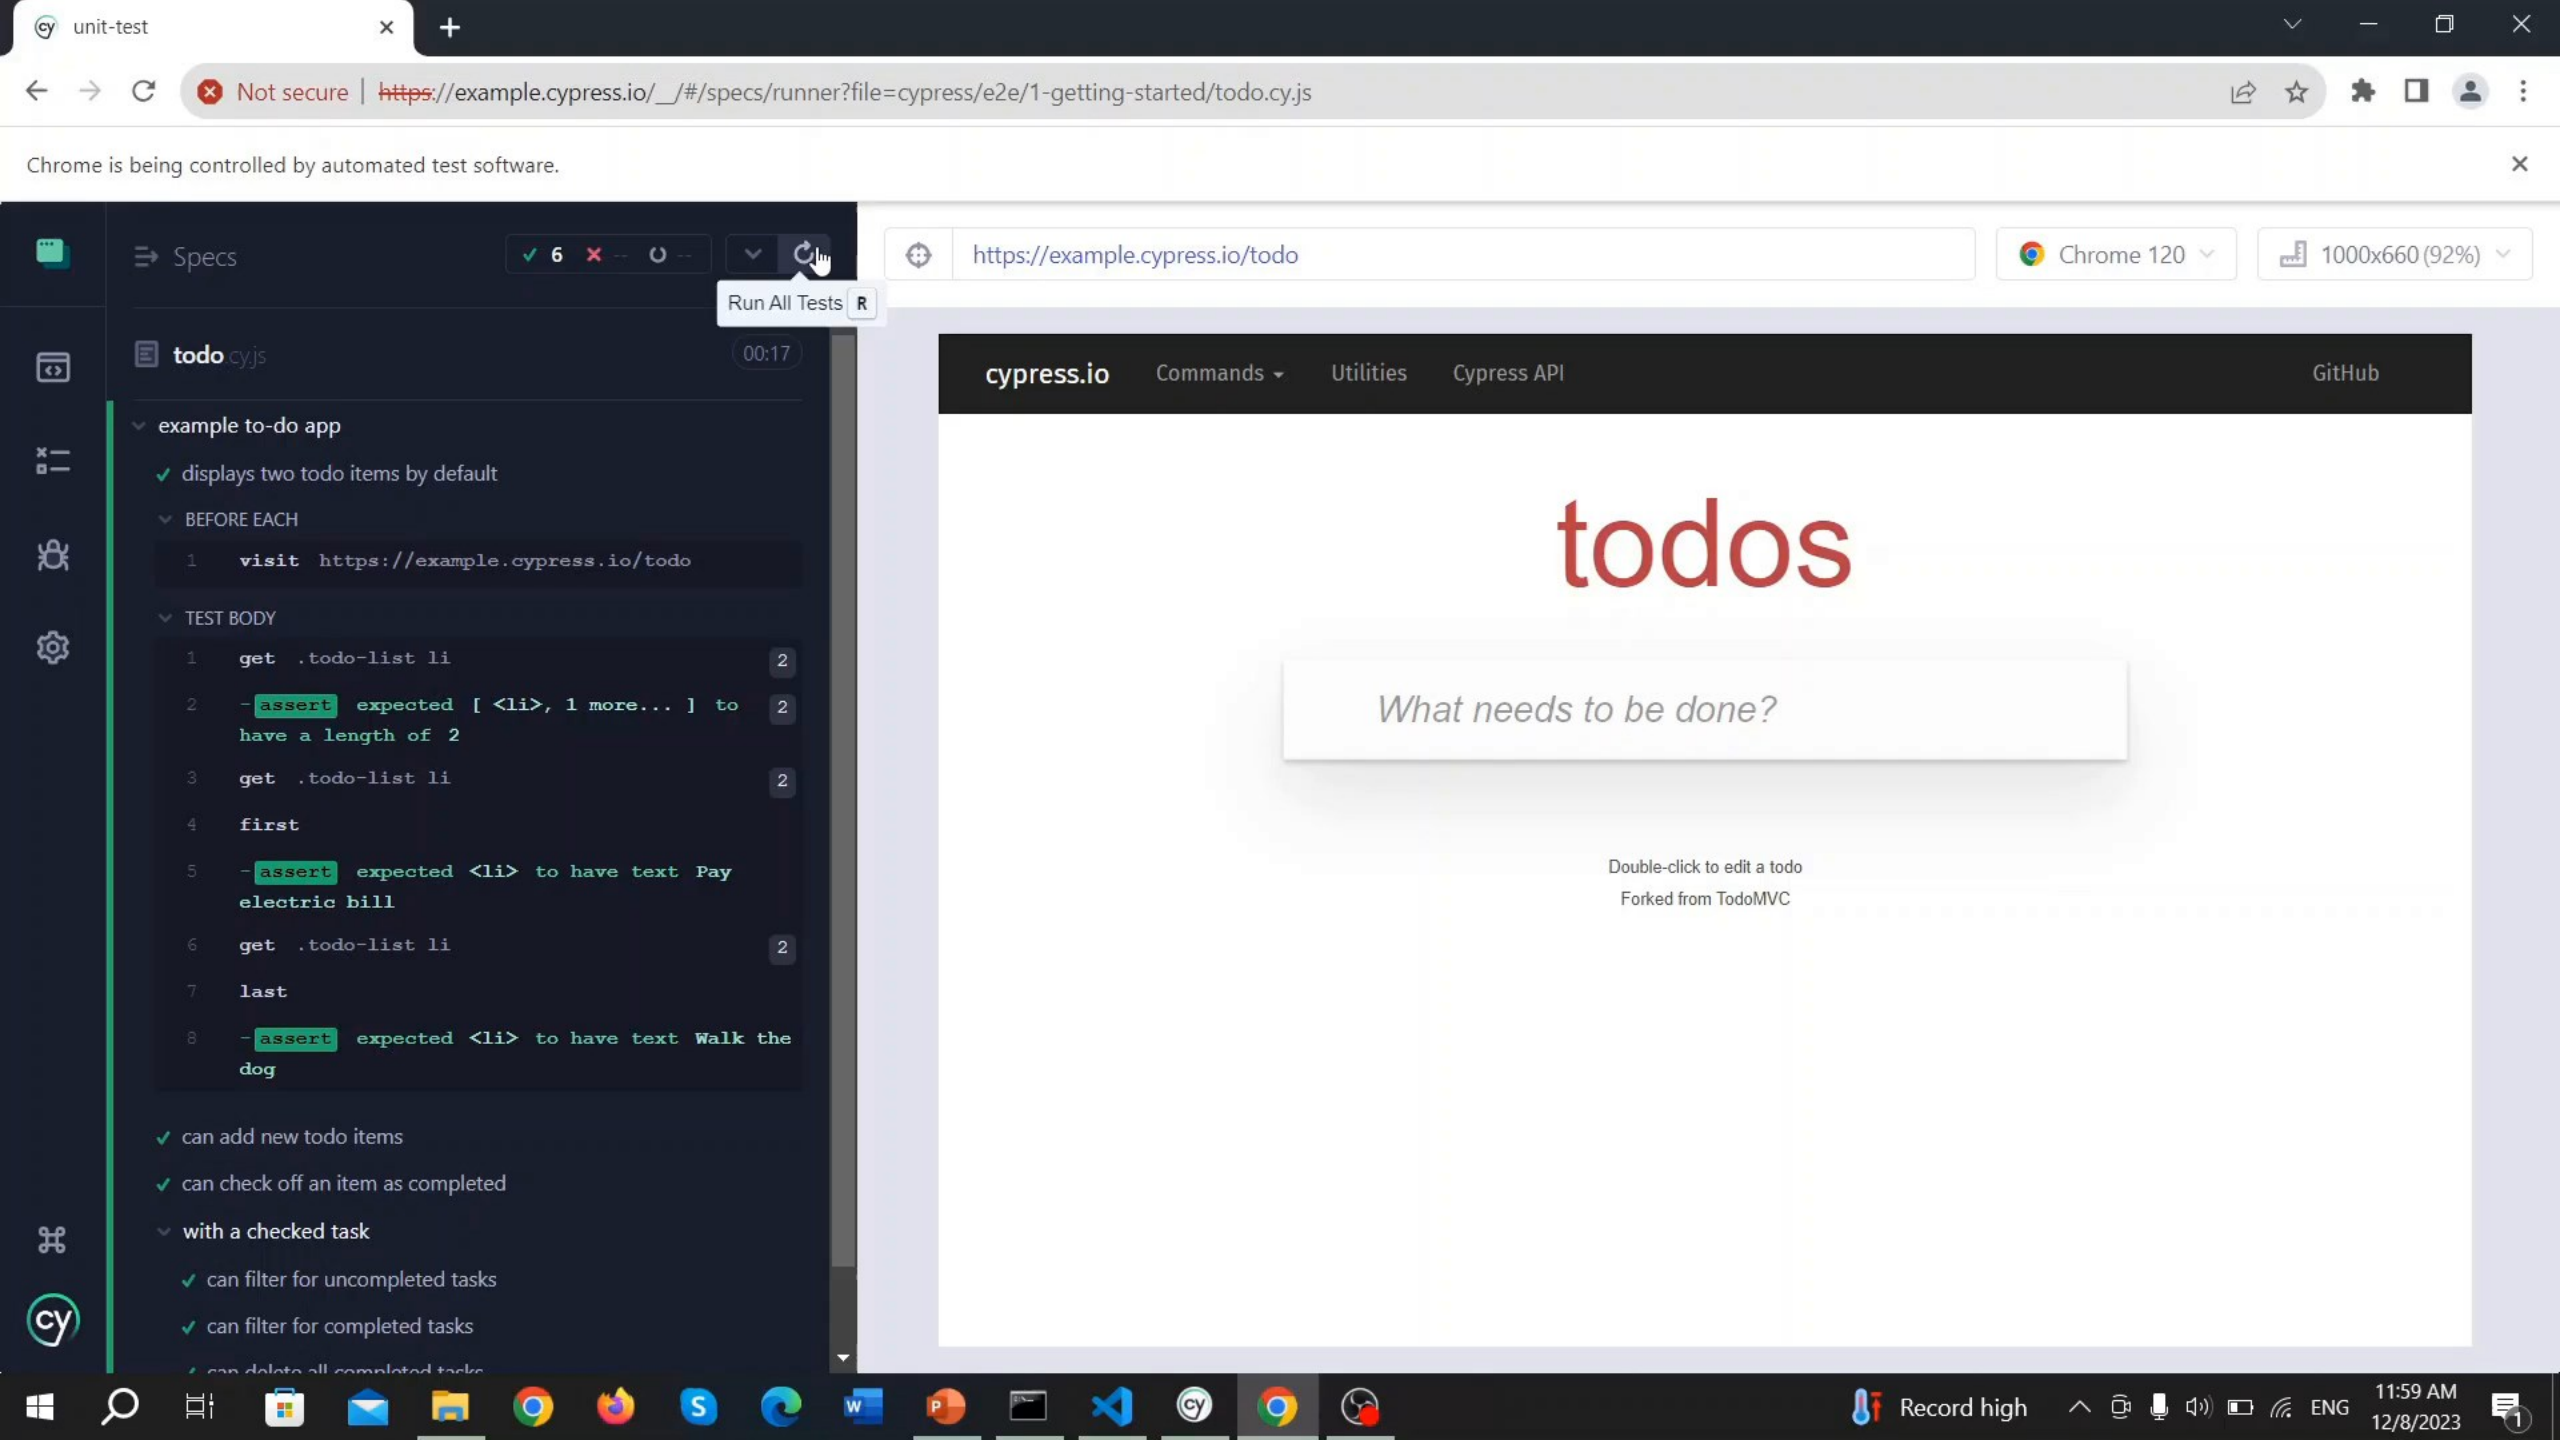 unit-test
Not secure
https://example.cypress.io/__/#/specs/runner?file=cypress/e2e/1-getting-started/todo.cy.js
Chrome is being controlled by automated test software.
Specs
6
--
--
Run All Tests R
https://example.cypress.io/todo
Chrome 120
1000x660 (92%)
todo.cy.js
00:17
example to-do app
displays two todo items by default
BEFORE EACH
1 visit https://example.cypress.io/todo
TEST BODY
1 get .todo-list li 2
2 -assert expected [ <li>, 1 more... ] to 2
have a length of 2
3 get .todo-list li 2
4 first
5 -assert expected <li> to have text Pay
electric bill
6 get .todo-list li 2
7 last
8 -assert expected <li> to have text Walk the
dog
can add new todo items
can check off an item as completed
with a checked task
can filter for uncompleted tasks
can filter for completed tasks
can delete all completed tasks
cy
cypress.io Commands Utilities Cypress API GitHub
todos
What needs to be done?
Double-click to edit a todo
Forked from TodoMVC
Record high
ENG
11:59 AM
12/8/2023
1